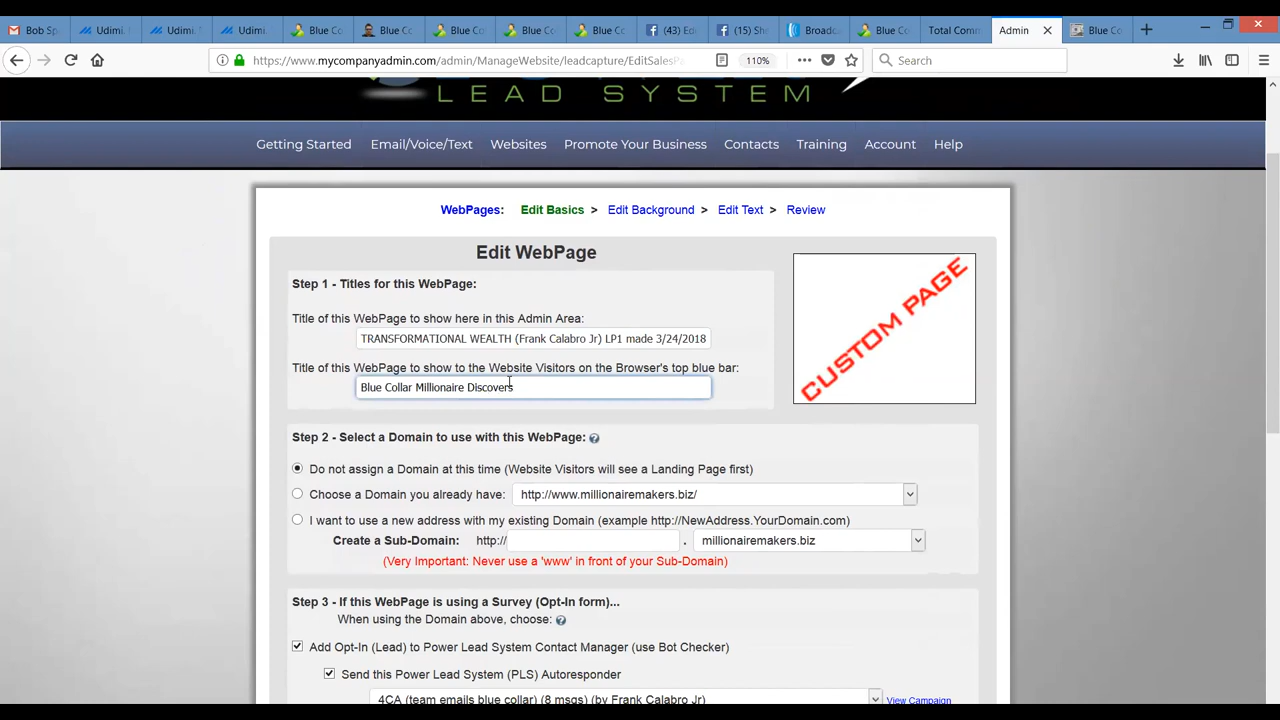 Bob Sp
Udimi.
Udimi.
Udimi
Blue Co
Blue Co
Blue Co
Blue Co
Blue Co
(43) Ed
(15) She
Broadc
Blue Co
Total Comm
Admin
Blue Co
https://www.mycompanyadmin.com/admin/ManageWebsite/Leadcapture/EditSalesPa
110%
Search
LEAD SYSTEM
Getting Started Email/Voice/Text Websites Promote Your Business Contacts Training Account Help
WebPages: Edit Basics > Edit Background > Edit Text > Review
Edit WebPage
CUSTOM PAGE
Step 1 - Titles for this WebPage:
Title of this WebPage to show here in this Admin Area:
TRANSFORMATIONAL WEALTH (Frank Calabro Jr) LP1 made 3/24/2018
Title of this WebPage to show to the Website Visitors on the Browser's top blue bar:
Blue Collar Millionaire Discovers
Step 2 - Select a Domain to use with this WebPage:
Do not assign a Domain at this time (Website Visitors will see a Landing Page first)
Choose a Domain you already have: http://www.millionairemakers.biz/
I want to use a new address with my existing Domain (example http://NewAddress.YourDomain.com)
Create a Sub-Domain: http:// . millionairemakers.biz
(Very Important: Never use a 'www' in front of your Sub-Domain)
Step 3 - If this WebPage is using a Survey (Opt-In form)...
When using the Domain above, choose:
Add Opt-In (Lead) to Power Lead System Contact Manager (use Bot Checker)
Send this Power Lead System (PLS) Autoresponder
4CA (team emails blue collar) (8 msgs) (by Frank Calabro Jr) View Campaign